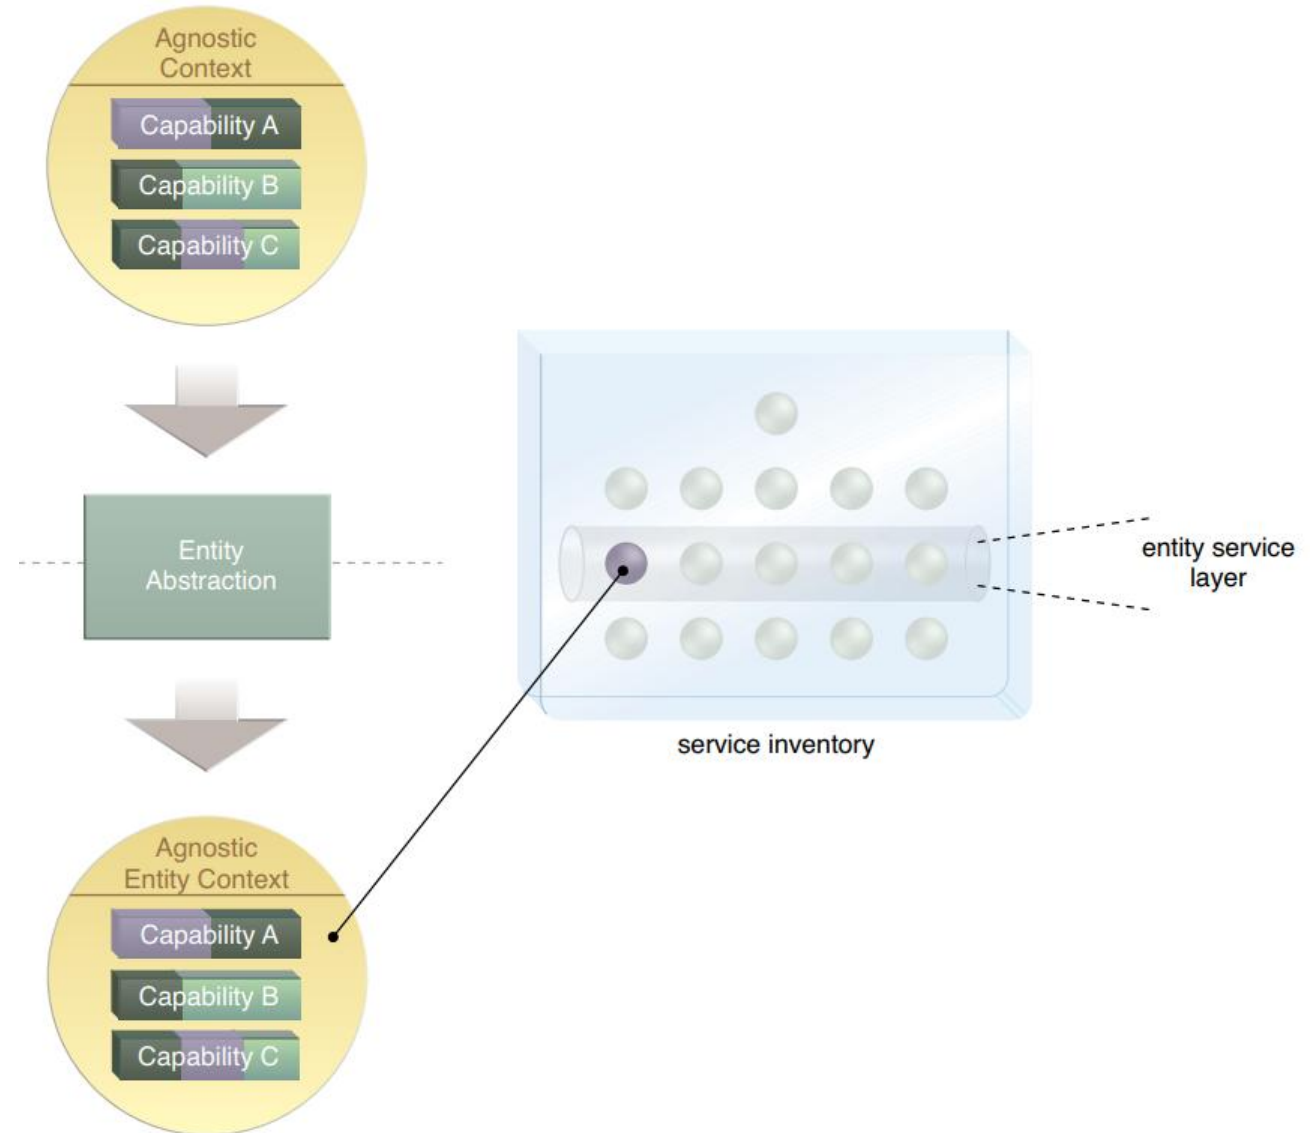 Agnostic
Context
Capability A
Capability B
Capability C
Entity
Abstraction
entity service
layer
service inventory
Agnostic
Entity Context
Capability A
Capability B
Capability C